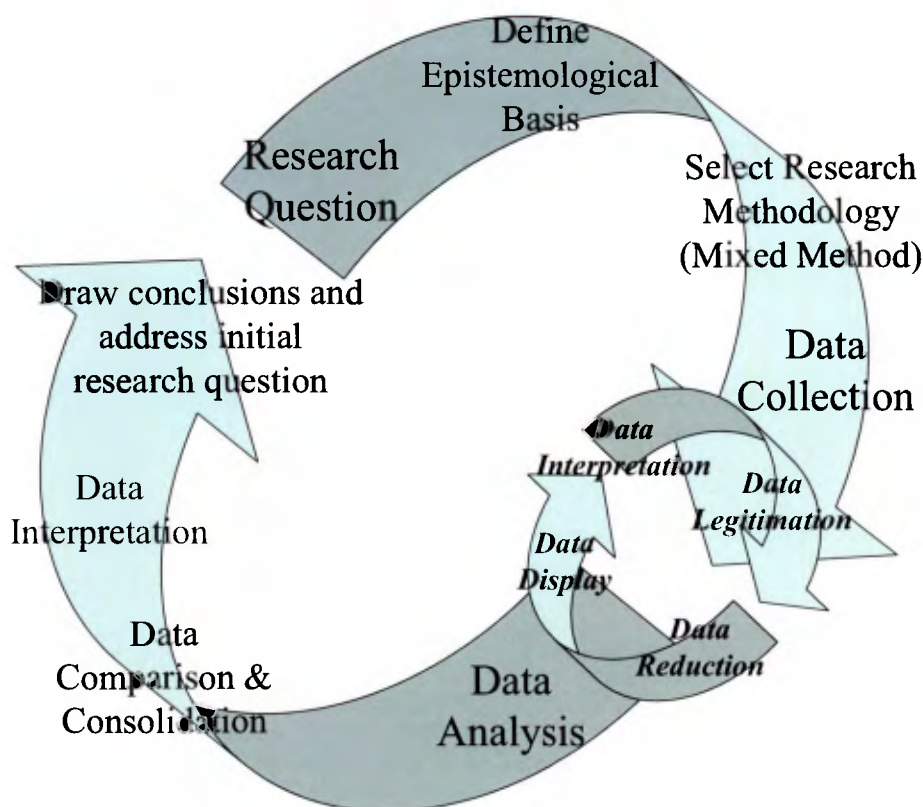 Define
Epistemological
Basis
Research
Question
Select Research
Methodology
(Mixed Method)
Data
Collection
Data
Interpretation
Data
Legitimation
Data
Display
Data
Reduction
Data
Analysis
Data
Comparison &
Consolidation
Data
Interpretation
Draw conclusions and
address initial
research question